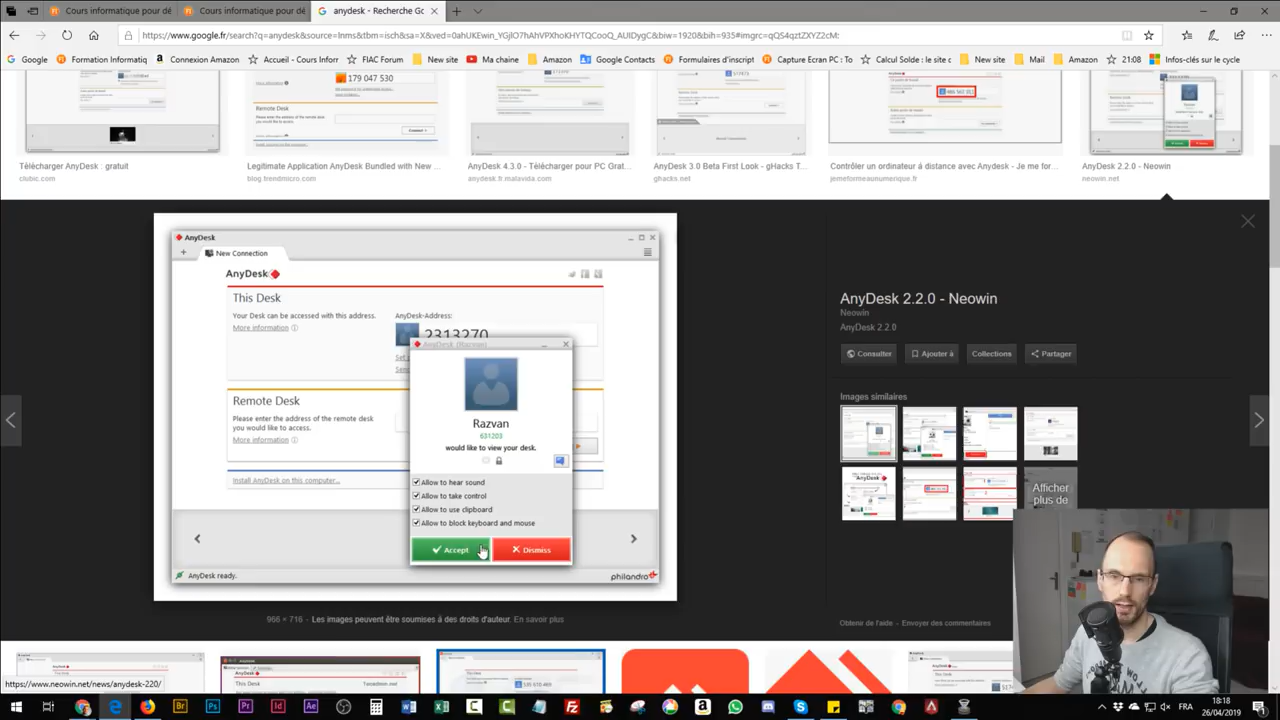 Cours informatique pour dé
Cours informatique pour dé
anydesk - Recherche Go
https://www.google.fr/search?q=anydesk&source=lnms&tbm=isch&sa=X&ved=0ahUKEwin_YGjlO7hAhVPXhoKHYTQCooQ_AUIDygC&biw=1920&bih=935#imgrc=qQS4qztZXYZ2cM:
Google
Formation Informatiq
Connexion Amazon
Accueil - Cours Infor
FIAC Forum
New site
Ma chaine
Amazon
Google Contacts
Formulaires d'inscript
Capture Ecran PC : To
Calcul Solde : le site c
New site
Mail
Amazon
21:08
Infos-clés sur le cycle
179 047 530
Remote Desk
Télécharger AnyDesk : gratuit
clubic.com
Legitimate Application AnyDesk Bundled with New ...
blog.trendmicro.com
AnyDesk 4.3.0 - Télécharger pour PC Grat...
anydesk.fr.malavida.com
AnyDesk 3.0 Beta First Look - gHacks T...
ghacks.net
Contrôler un ordinateur à distance avec Anydesk - Je me for...
jemeformeaunumerique.fr
AnyDesk 2.2.0 - Neowin
neowin.net
AnyDesk
New Connection
AnyDesk
This Desk
Your Desk can be accessed with this address.
More information
AnyDesk-Address:
2313270
Remote Desk
Please enter the address of the remote desk
you would like to access.
More information
Install AnyDesk on this computer...
AnyDesk (Razvan)
Razvan
631203
would like to view your desk.
Allow to hear sound
Allow to take control
Allow to use clipboard
Allow to block keyboard and mouse
Accept
Dismiss
AnyDesk ready.
philandro
966 × 716 - Les images peuvent être soumises à des droits d'auteur. En savoir plus
AnyDesk 2.2.0 - Neowin
Neowin
AnyDesk 2.2.0
Consulter
Ajouter à
Collections
Partager
Images similaires
Afficher
plus de
Obtenir de l'aide - Envoyer des commentaires
https://www.neowin.net/news/anydesk-220/
FRA
18:18
26/04/2019